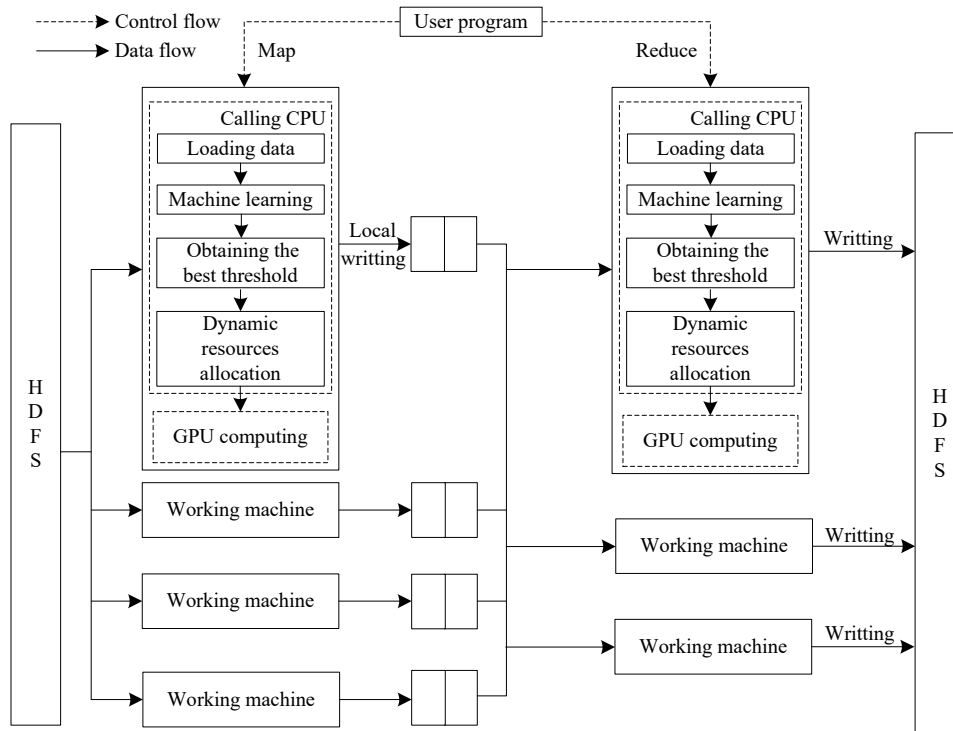 Control flow
Data flow
User program
Map
Reduce
Calling CPU
Loading data
Machine learning
Obtaining the
best threshold
Dynamic
resources
allocation
GPU computing
Local
writting
Calling CPU
Loading data
Machine learning
Obtaining the
best threshold
Dynamic
resources
allocation
GPU computing
Writting
H
D
F
S
H
D
F
S
Working machine
Working machine
Working machine
Working machine
Writting
Working machine
Writting